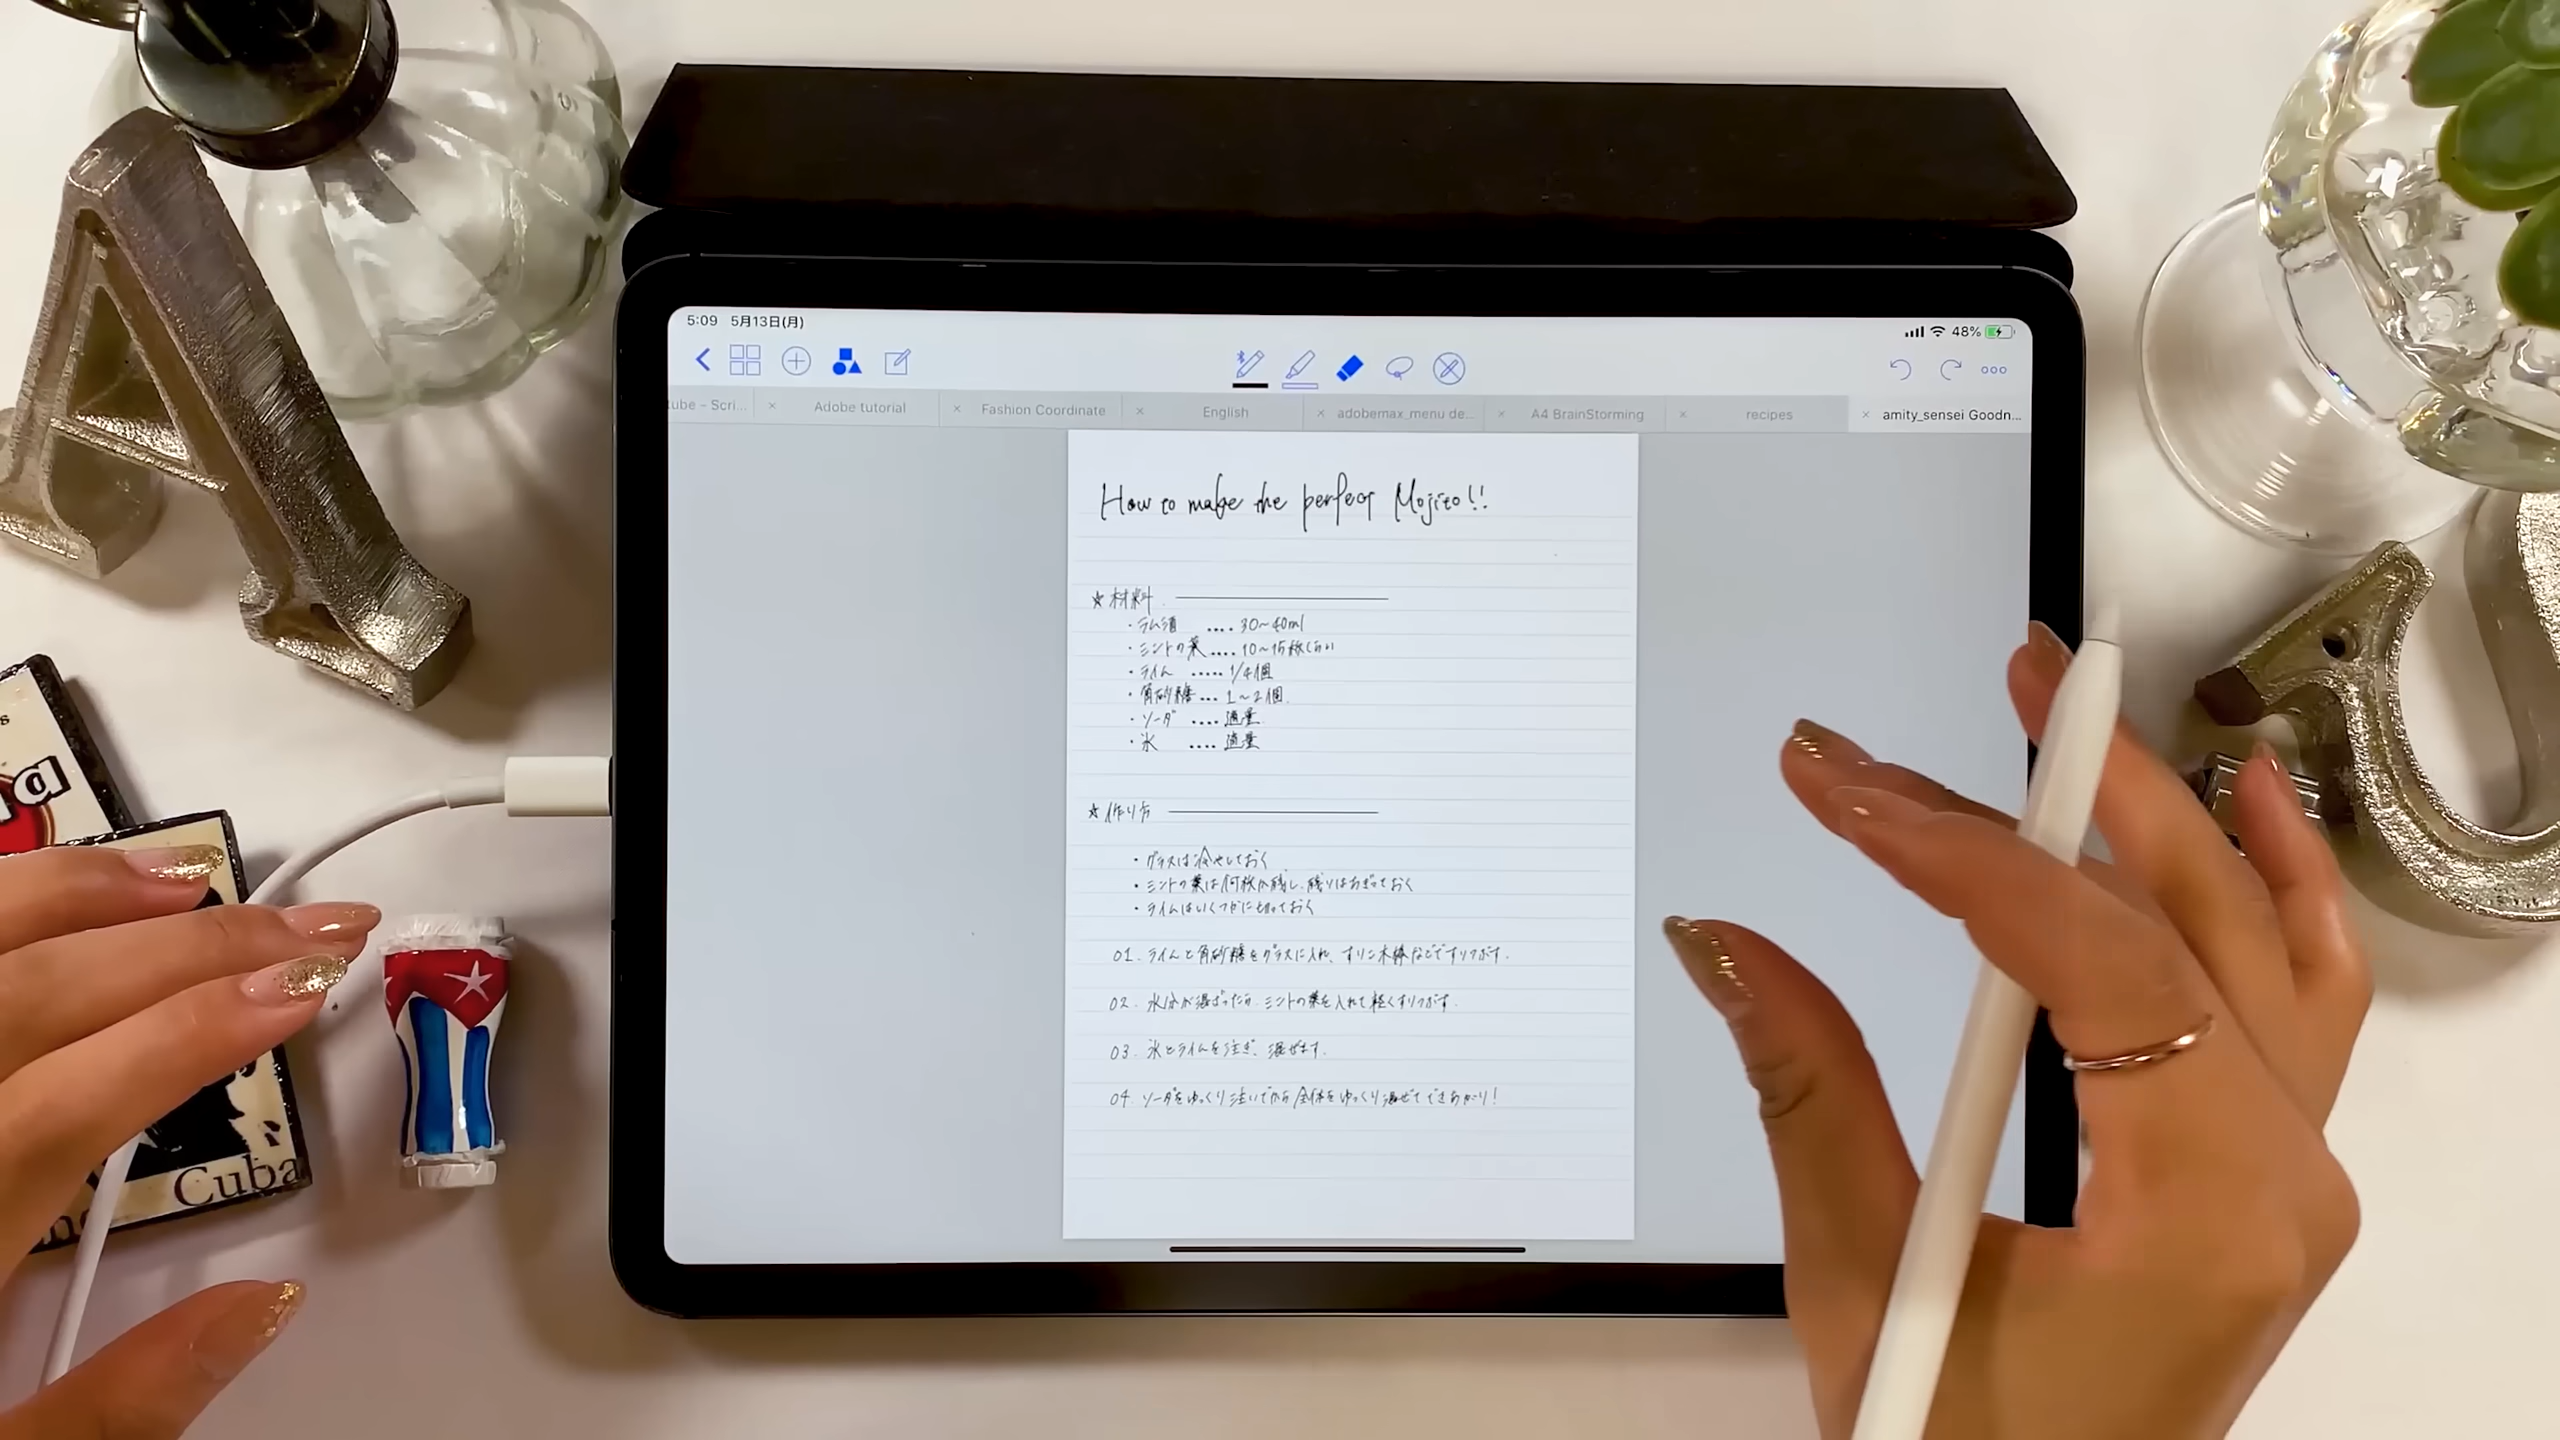 5:09 5月13日(月)
48%
tube – Scri...
Adobe tutorial
Fashion Coordinate
English
adobemax_menu de...
A4 BrainStorming
recipes
amity_sensei Goodn...
How to make the perfect Mojito!!
☆材料
・ラム酒 .... 30~40ml
・ミントの葉 .... 10~15枚くらい
・ライム ..... 1/4個
・角砂糖 ... 1~2個.
・ソーダ .... 適量.
・氷 .... 適量
☆作り方
・グラスは冷やしておく
・ミントの葉は何枚か残し、残りはちぎっておく
・ライムはいくつかに切っておく
01. ライムと角砂糖をグラスに入れ、すりこ木棒などですりつぶす.
02. 水分が混ざったら、ミントの葉を入れて軽くすりつぶす.
03. 氷とライムを注ぎ、混ぜます.
04. ソーダをゆっくり注いでから全体をゆっくり混ぜてできあがり!
Cuba